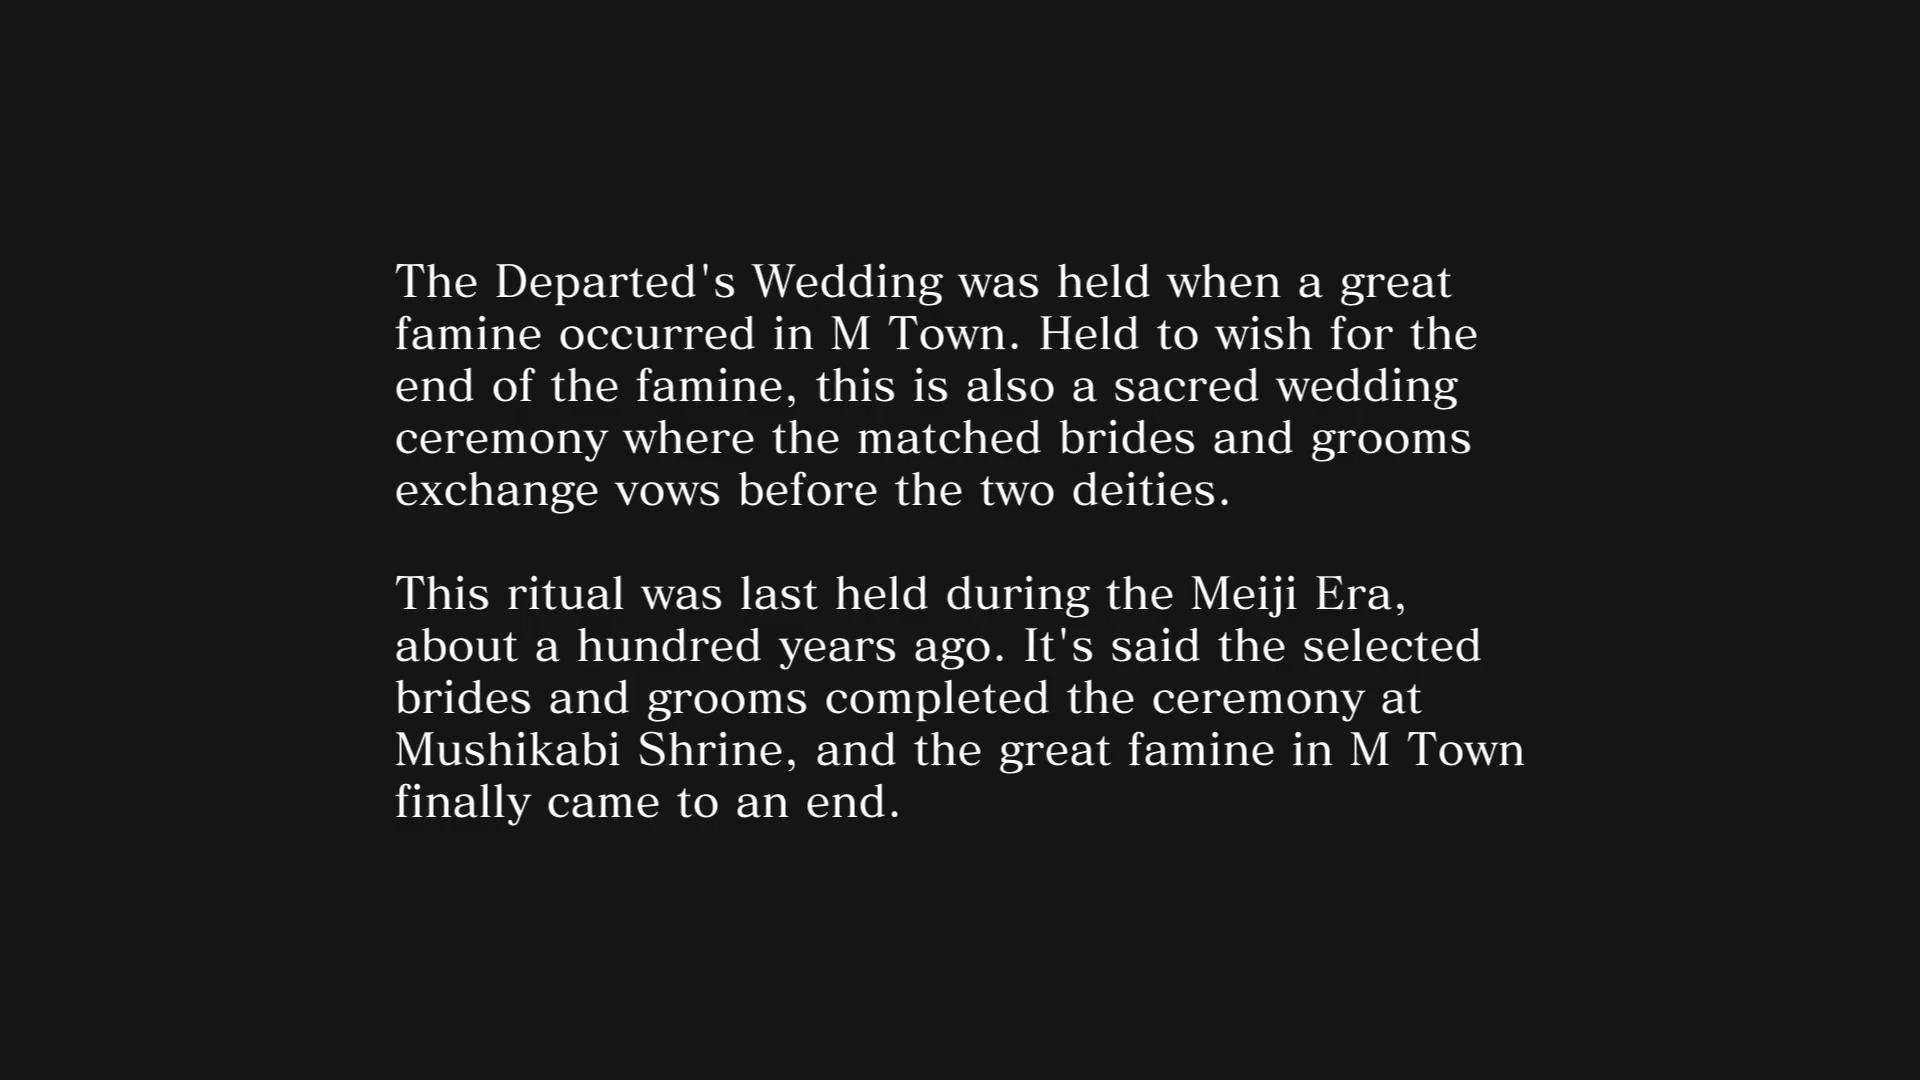 The Departed's Wedding was held when a great
famine occurred in M Town. Held to wish for the
end of the famine, this is also a sacred wedding
ceremony where the matched brides and grooms
exchange vows before the two deities.
This ritual was last held during the Meiji Era,
about a hundred years ago. It's said the selected
brides and grooms completed the ceremony at
Mushikabi Shrine, and the great famine in M Town
finally came to an end.